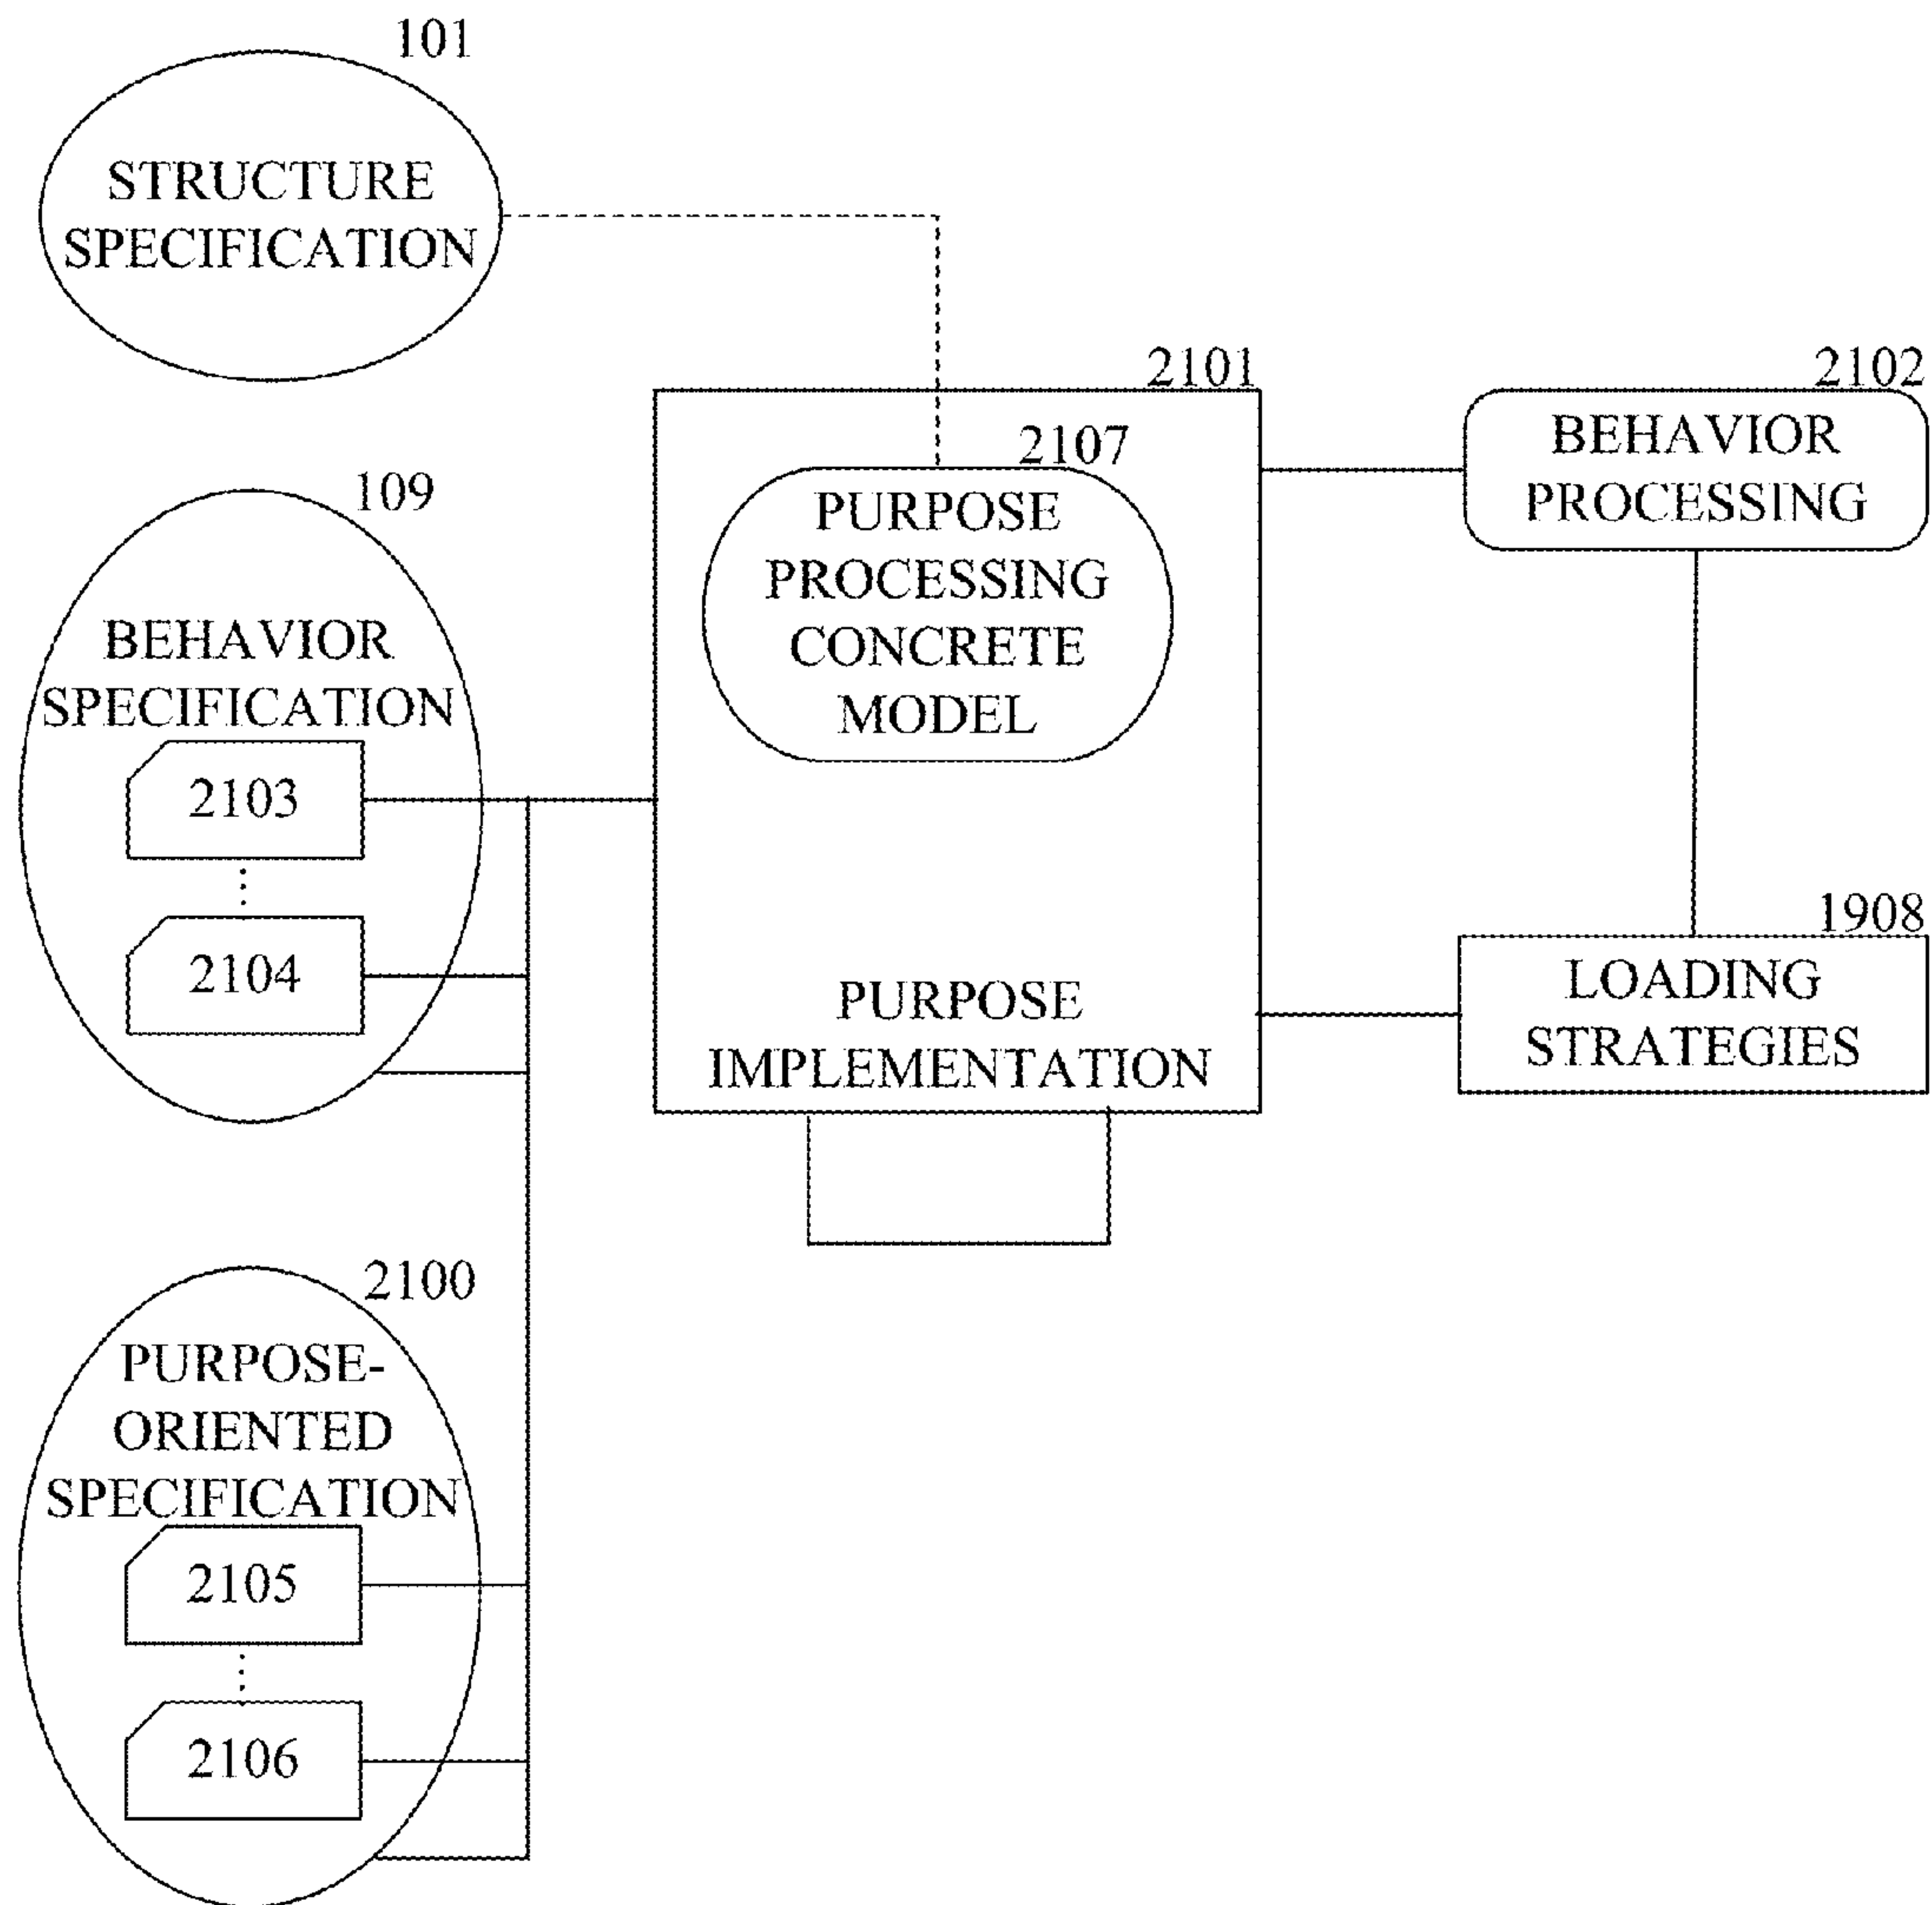 101
STRUCTURE
SPECIFICATION
2101
2102
2107
BEHAVIOR
PROCESSING
PURPOSE
PROCESSING
CONCRETE
MODEL
109
BEHAVIOR
SPECIFICATION
2103
2104
1908
LOADING
STRATEGIES
PURPOSE
IMPLEMENTATION
2100
PURPOSE-
ORIENTED
SPECIFICATION
2105
2106